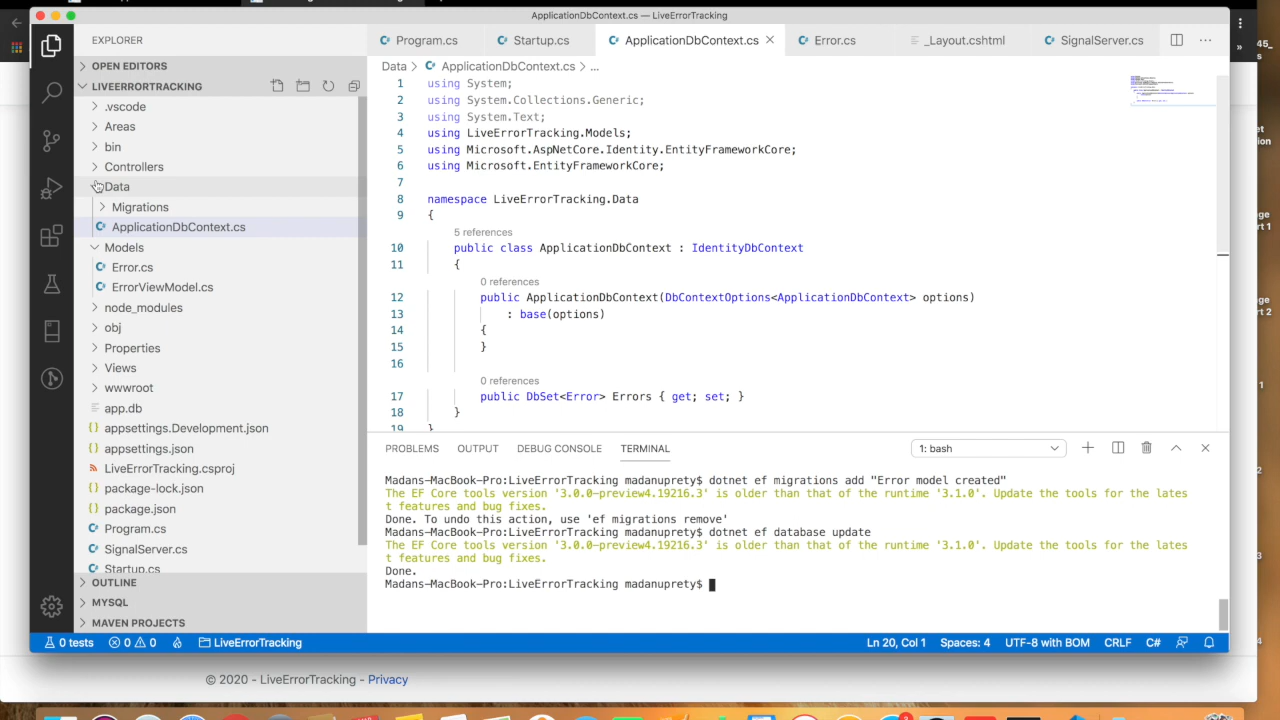 ApplicationDbContext.cs — LiveErrorTracking
EXPLORER
Program.cs
Startup.cs
ApplicationDbContext.cs
Error.cs
_Layout.cshtml
SignalServer.cs
OPEN EDITORS
LIVEERRORTRACKING
.vscode
Areas
bin
Controllers
Data
Migrations
ApplicationDbContext.cs
Models
Error.cs
ErrorViewModel.cs
node_modules
obj
Properties
Views
wwwroot
app.db
appsettings.Development.json
appsettings.json
LiveErrorTracking.csproj
package-lock.json
package.json
Program.cs
SignalServer.cs
Startup.cs
OUTLINE
MYSQL
MAVEN PROJECTS
Data > ApplicationDbContext.cs > ...
1 using System;
2 using System.Collections.Generic;
3 using System.Text;
4 using LiveErrorTracking.Models;
5 using Microsoft.AspNetCore.Identity.EntityFrameworkCore;
6 using Microsoft.EntityFrameworkCore;
7
8 namespace LiveErrorTracking.Data
9 {
5 references
10 public class ApplicationDbContext : IdentityDbContext
11 {
0 references
12 public ApplicationDbContext(DbContextOptions<ApplicationDbContext> options)
13 : base(options)
14 {
15 }
16
0 references
17 public DbSet<Error> Errors { get; set; }
18 }
19 }
PROBLEMS OUTPUT DEBUG CONSOLE TERMINAL
1: bash
Madans-MacBook-Pro:LiveErrorTracking madanuprety$ dotnet ef migrations add "Error model created"
The EF Core tools version '3.0.0-preview4.19216.3' is older than that of the runtime '3.1.0'. Update the tools for the lates
t features and bug fixes.
Done. To undo this action, use 'ef migrations remove'
Madans-MacBook-Pro:LiveErrorTracking madanuprety$ dotnet ef database update
The EF Core tools version '3.0.0-preview4.19216.3' is older than that of the runtime '3.1.0'. Update the tools for the lates
t features and bug fixes.
Done.
Madans-MacBook-Pro:LiveErrorTracking madanuprety$
0 tests
0
0
LiveErrorTracking
Ln 20, Col 1
Spaces: 4
UTF-8 with BOM
CRLF
C#
© 2020 - LiveErrorTracking - Privacy